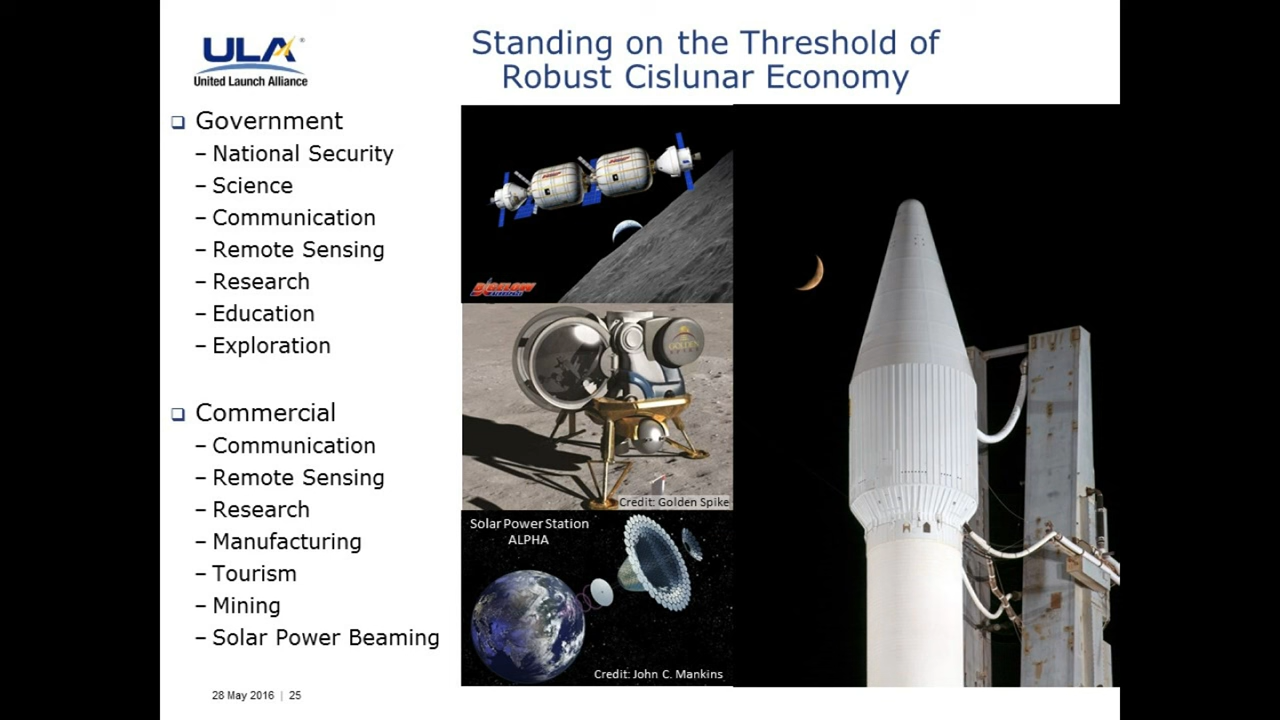 ULA
United Launch Alliance
Standing on the Threshold of
Robust Cislunar Economy
❑ Government
– National Security
– Science
– Communication
– Remote Sensing
– Research
– Education
– Exploration
❑ Commercial
– Communication
– Remote Sensing
– Research
– Manufacturing
– Tourism
– Mining
– Solar Power Beaming
BIGELOW
GOLDEN
Credit: Golden Spike
Solar Power Station
ALPHA
Credit: John C. Mankins
28 May 2016 | 25